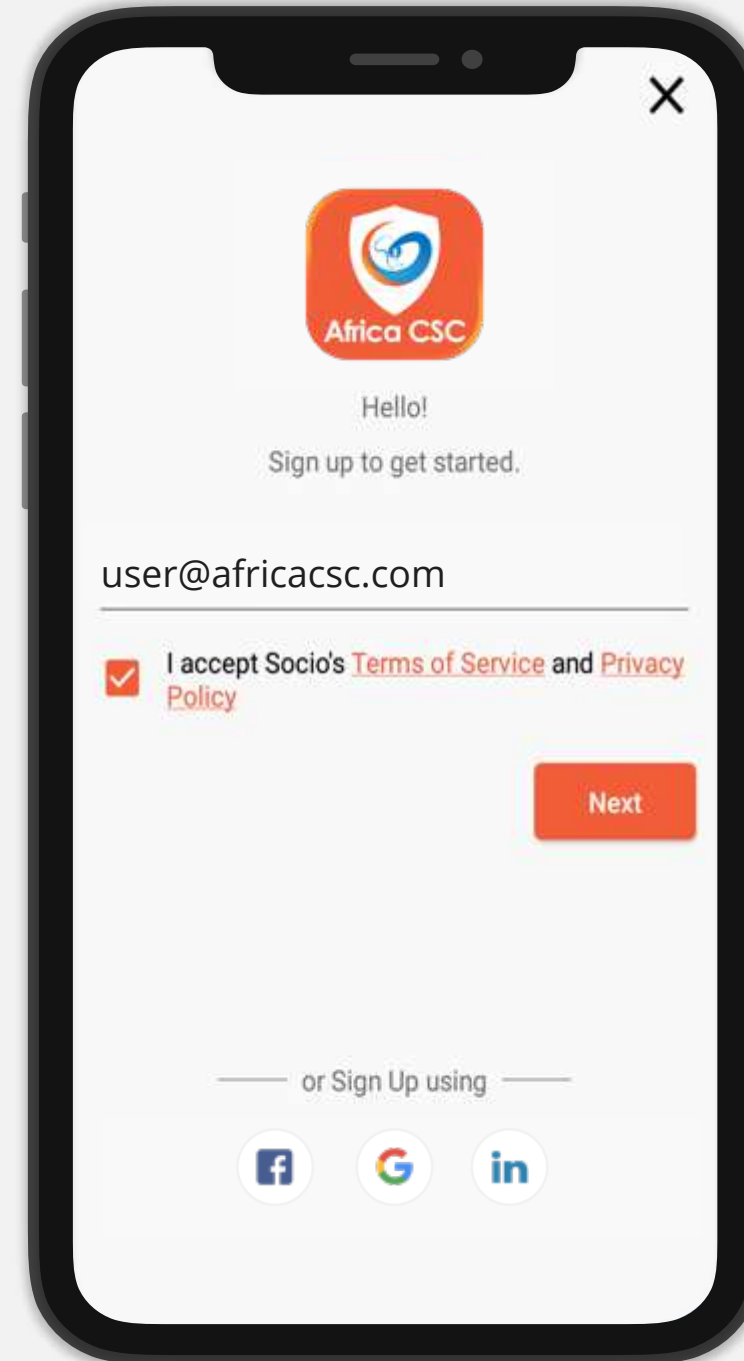 Africa CSC
Hello!
Sign up to get started.
user@africacsc.com
I accept Socio's Terms of Service and Privacy
Policy
Next
or Sign Up using
f
G
in